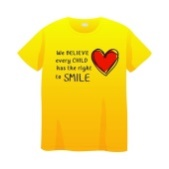 We BELIEVE
every CHILD
has the right
to SMILE